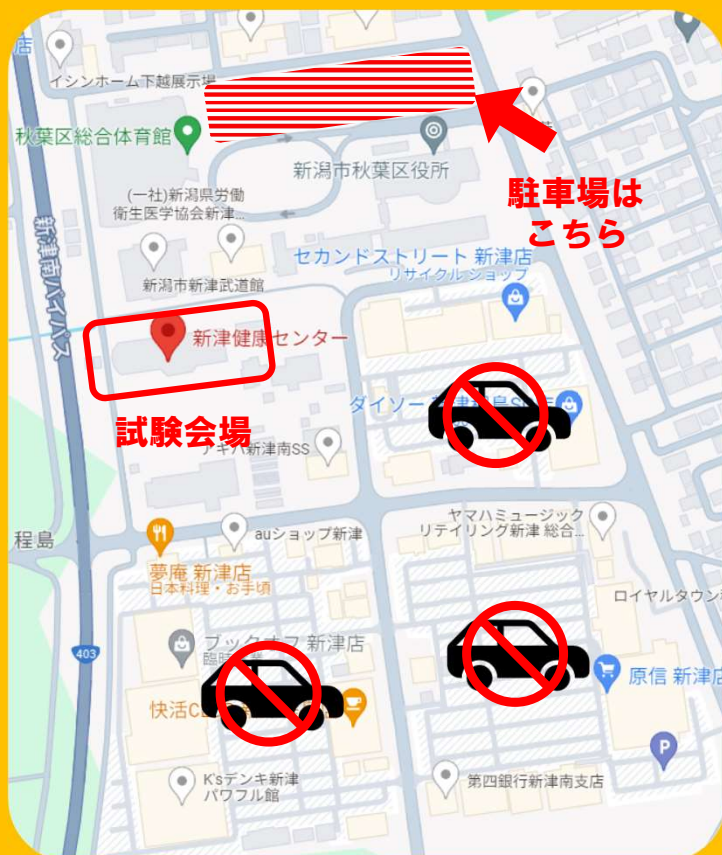 店
イシンホーム下越展示場
秋葉区総合体育館
新潟市秋葉区役所
駐車場は
こちら
(一社)新潟県労働
衛生医学協会新津...
新潟市新津武道館
新津南バイパス
セカンドストリート 新津店
リサイクルショップ
新津健康センター
試験会場
ダイソー
アキハ新津南SS
ヤマハミュージック
リテイリング新津 総合...
auショップ新津
程島
夢庵 新津店
日本料理・お手頃
ロイヤルタウン
ブックオフ 新津店
403
原信 新津店
快活C
K'sデンキ新津
パワフル館
第四銀行新津南支店
P